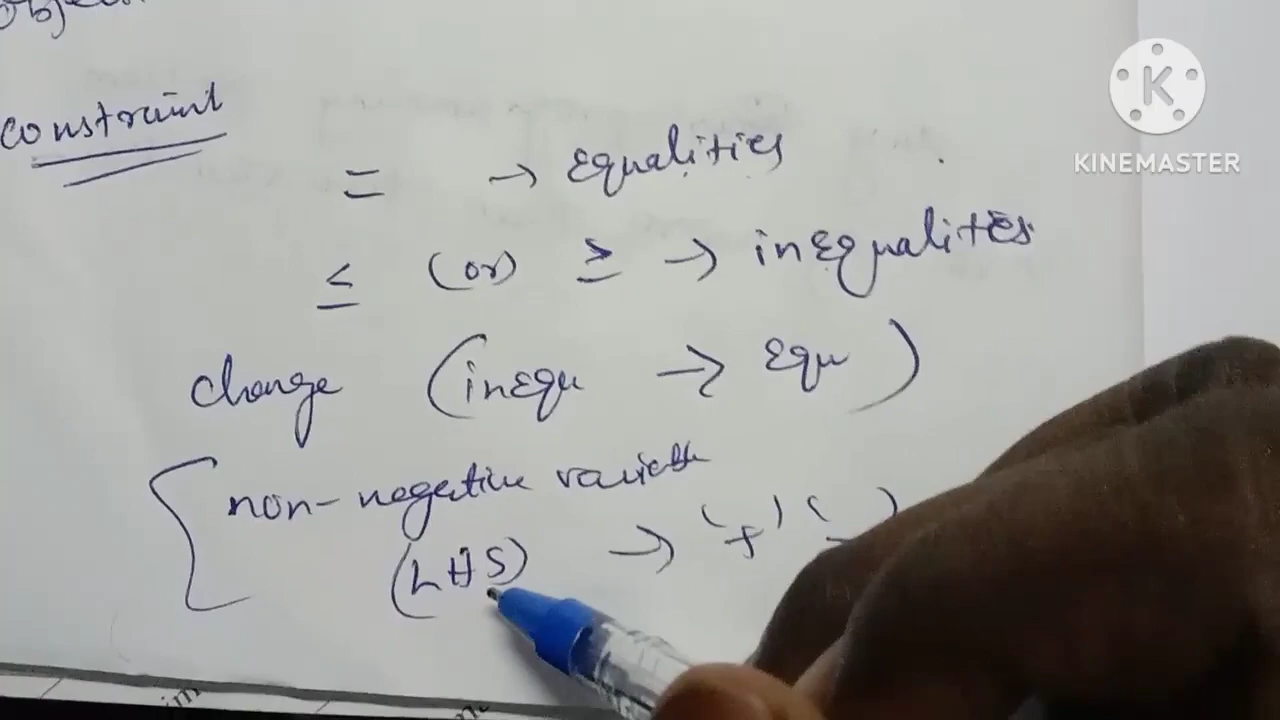 constraint
= → Equalities
≤ (or) ≥ → inEqualities
change (inequ → Equ)
non-negative variable
(LHS) → '+' (-)
KINEMASTER